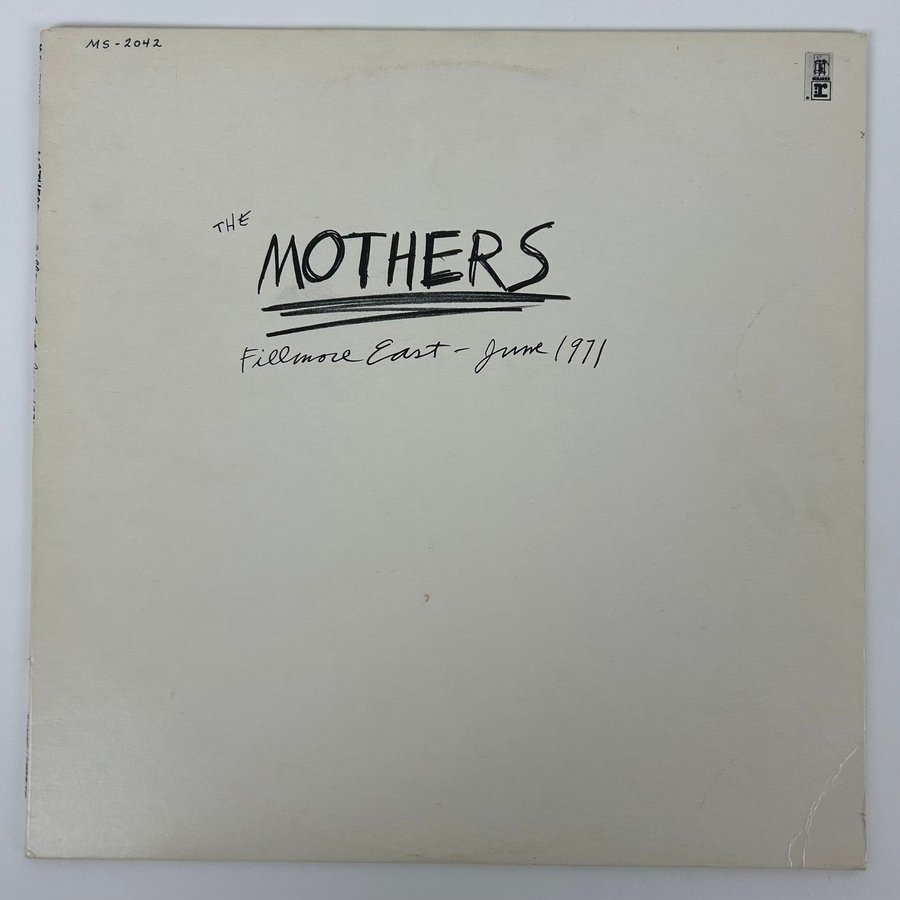 MS-2042
THE
MOTHERS
Fillmore East - June 1971